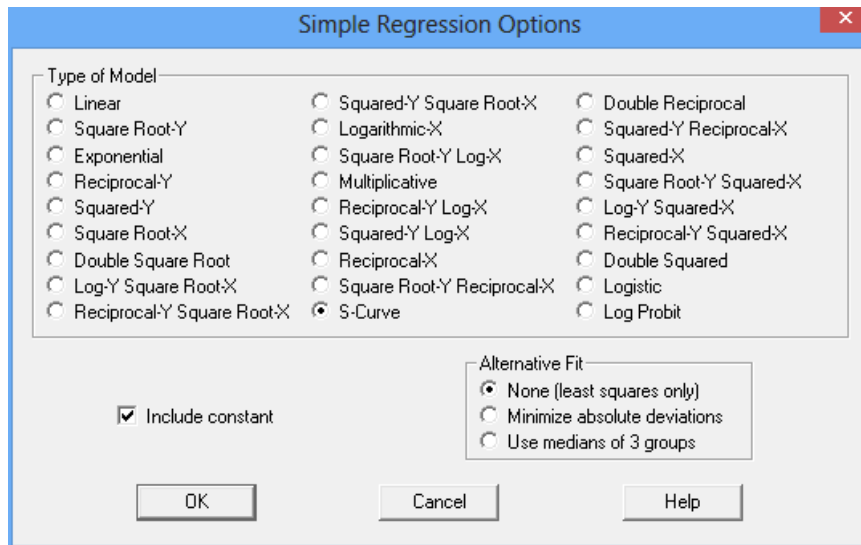 Simple Regression Options
Type of Model
Linear
Square Root-Y
Exponential
Reciprocal-Y
Squared-Y
Square Root-X
Double Square Root
Log-Y Square Root-X
Reciprocal-Y Square Root-X
Squared-Y Square Root-X
Logarithmic-X
Square Root-Y Log-X
Multiplicative
Reciprocal-Y Log-X
Squared-Y Log-X
Reciprocal-X
Square Root-Y Reciprocal-X
S-Curve
Double Reciprocal
Squared-Y Reciprocal-X
Squared-X
Square Root-Y Squared-X
Log-Y Squared-X
Reciprocal-Y Squared-X
Double Squared
Logistic
Log Probit
Include constant
Alternative Fit
None (least squares only)
Minimize absolute deviations
Use medians of 3 groups
OK
Cancel
Help